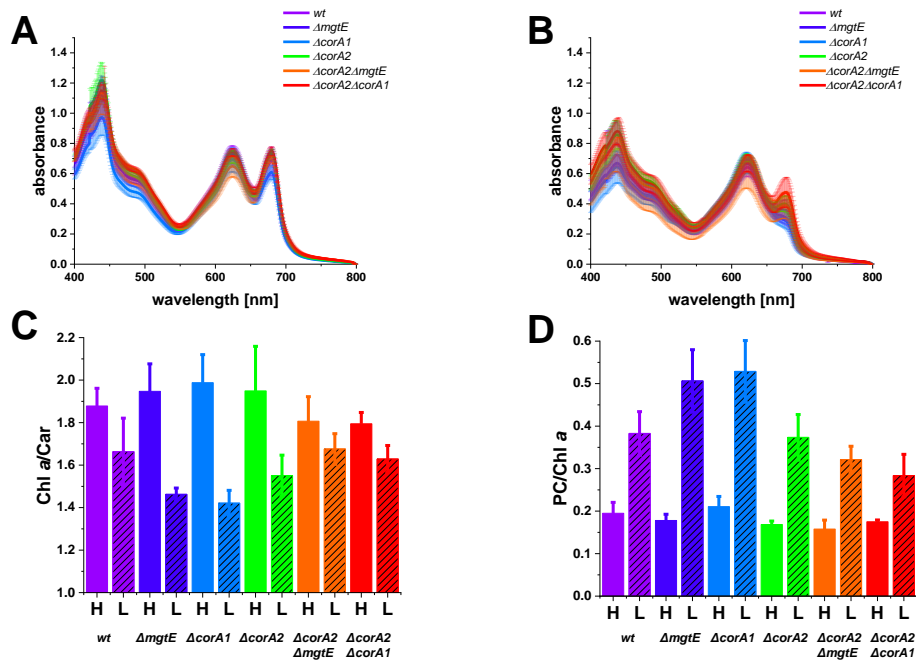 A
wt
ΔmgtE
ΔcorA1
ΔcorA2
ΔcorA2ΔmgtE
ΔcorA2ΔcorA1
absorbance
1.4
1.2
1.0
0.8
0.6
0.4
0.2
0.0
400 500 600 700 800
wavelength [nm]
B
wt
ΔmgtE
ΔcorA1
ΔcorA2
ΔcorA2ΔmgtE
ΔcorA2ΔcorA1
absorbance
1.4
1.2
1.0
0.8
0.6
0.4
0.2
0.0
400 500 600 700 800
wavelength [nm]
C
Chl a/Car
2.2
2.0
1.8
1.6
1.4
1.2
1.0
H L H L H L H L H L H L
wt ΔmgtE ΔcorA1 ΔcorA2 ΔcorA2 ΔcorA2
ΔmgtE ΔcorA1
D
PC/Chl a
0.6
0.5
0.4
0.3
0.2
0.1
0.0
H L H L H L H L H L H L
wt ΔmgtE ΔcorA1 ΔcorA2 ΔcorA2 ΔcorA2
ΔmgtE ΔcorA1